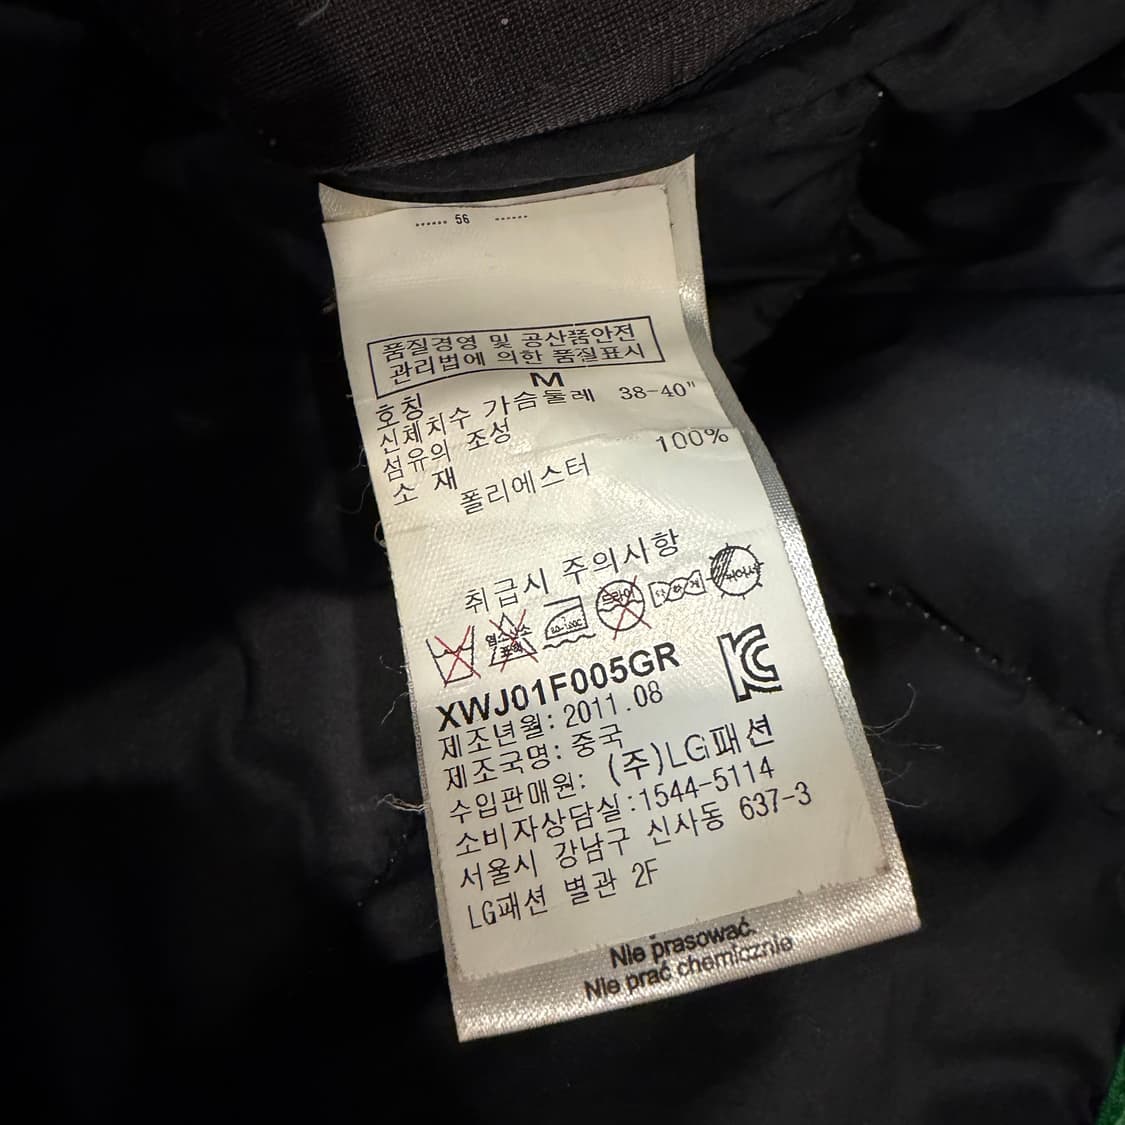 ...... 56 ......
품질경영 및 공산품안전
관리법에 의한 품질표시
호칭 M
신체치수 가슴둘레 38-40"
섬유의 조성
소 재 폴리에스터 100%
취급시 주의사항
드라이
XWJ01F005GR
제조년월: 2011.08
제조국명: 중국
수입판매원: (주)LG패션
소비자상담실:1544-5114
서울시 강남구 신사동 637-3
LG패션 별관 2F
Nie prasować.
Nie prać chemicznie